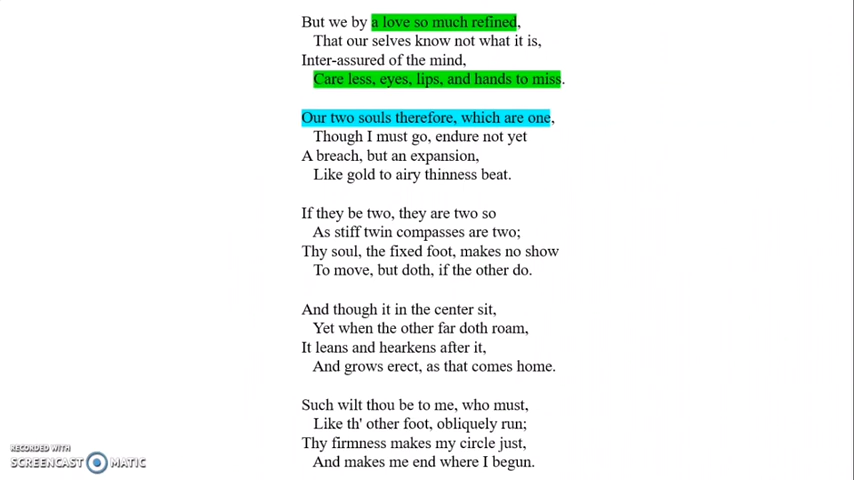 But we by a love so much refined,
That our selves know not what it is,
Inter-assured of the mind,
Care less, eyes, lips, and hands to miss.
Our two souls therefore, which are one,
Though I must go, endure not yet
A breach, but an expansion,
Like gold to airy thinness beat.
If they be two, they are two so
As stiff twin compasses are two;
Thy soul, the fixed foot, makes no show
To move, but doth, if the other do.
And though it in the center sit,
Yet when the other far doth roam,
It leans and hearkens after it,
And grows erect, as that comes home.
Such wilt thou be to me, who must,
Like th' other foot, obliquely run;
Thy firmness makes my circle just,
And makes me end where I begun.
RECORDED WITH
SCREENCAST MATIC